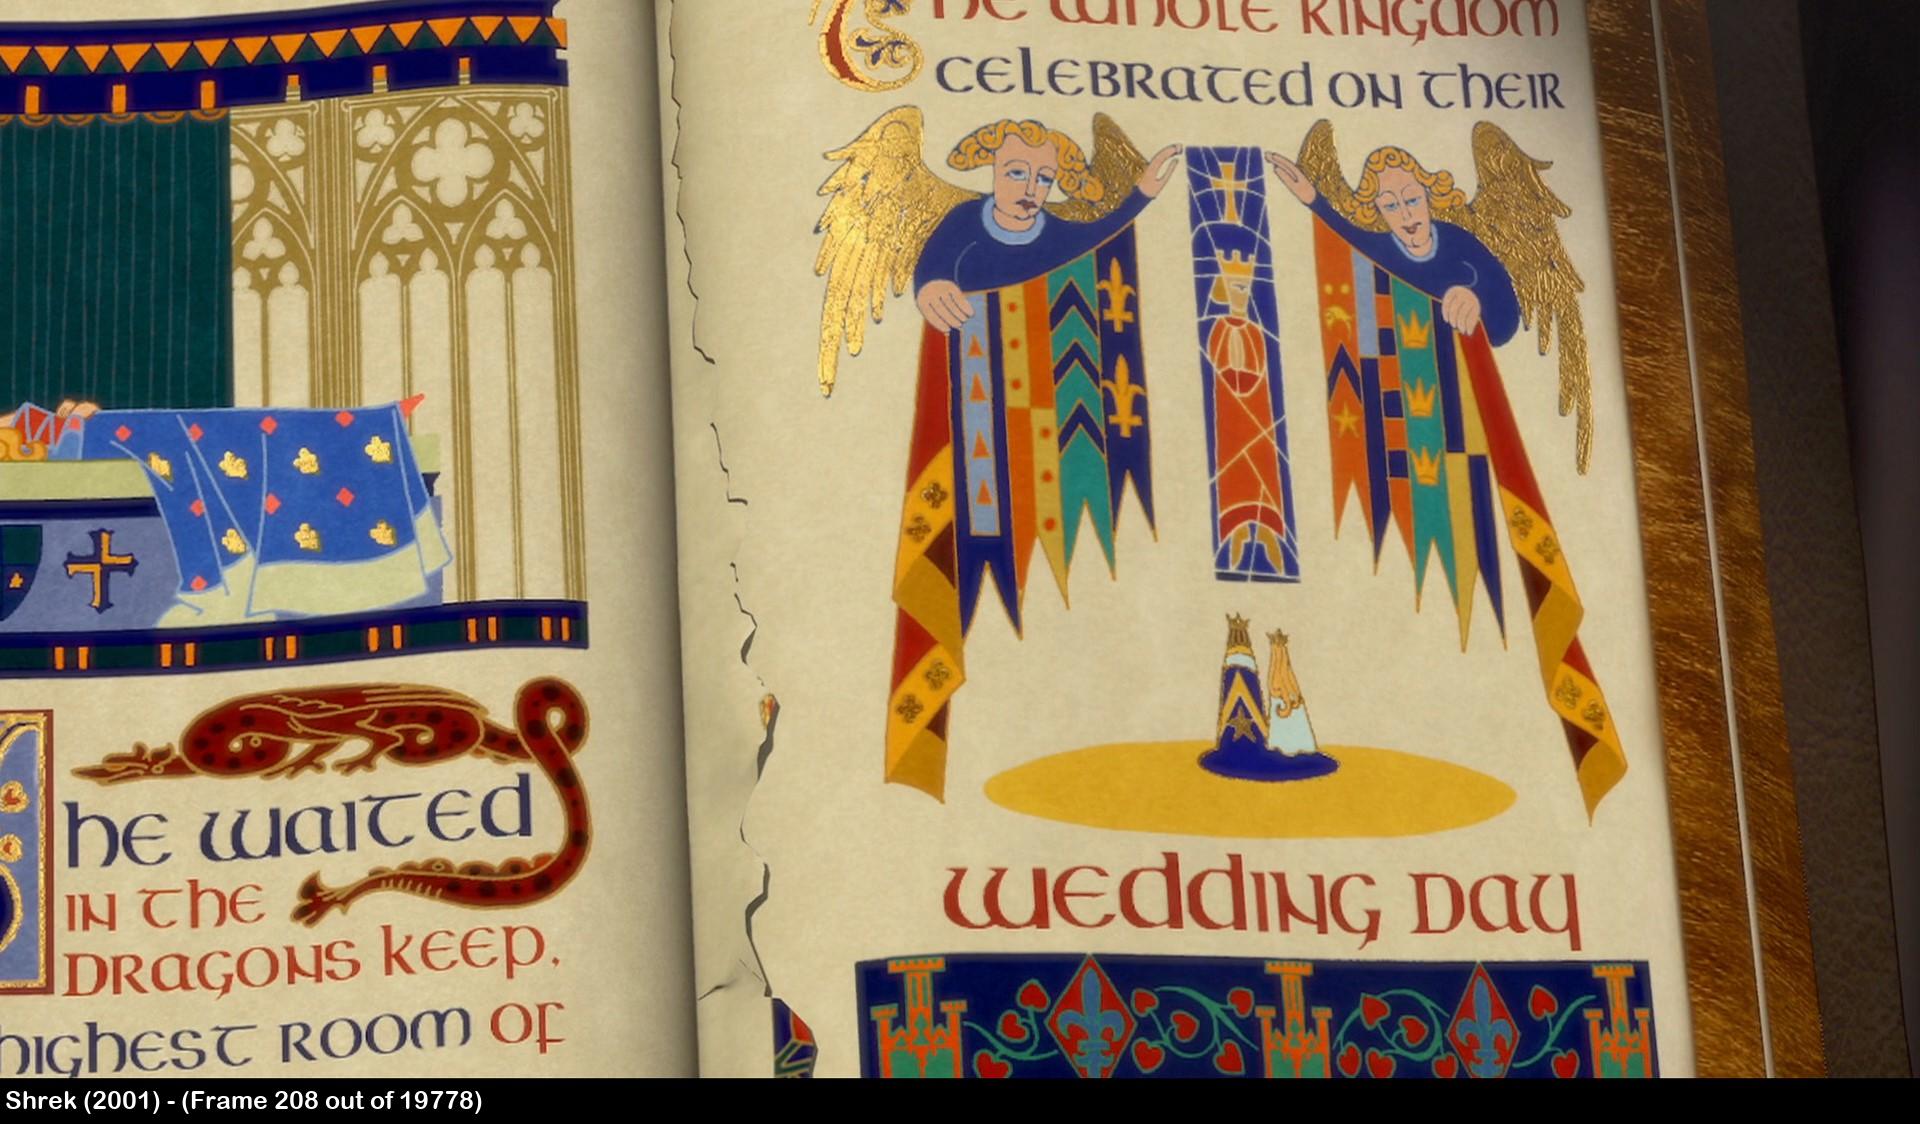 he waited
in the
dragons keep.
highest room of
The whole kingdom
celebrated on their
wedding day
Shrek (2001) - (Frame 208 out of 19778)